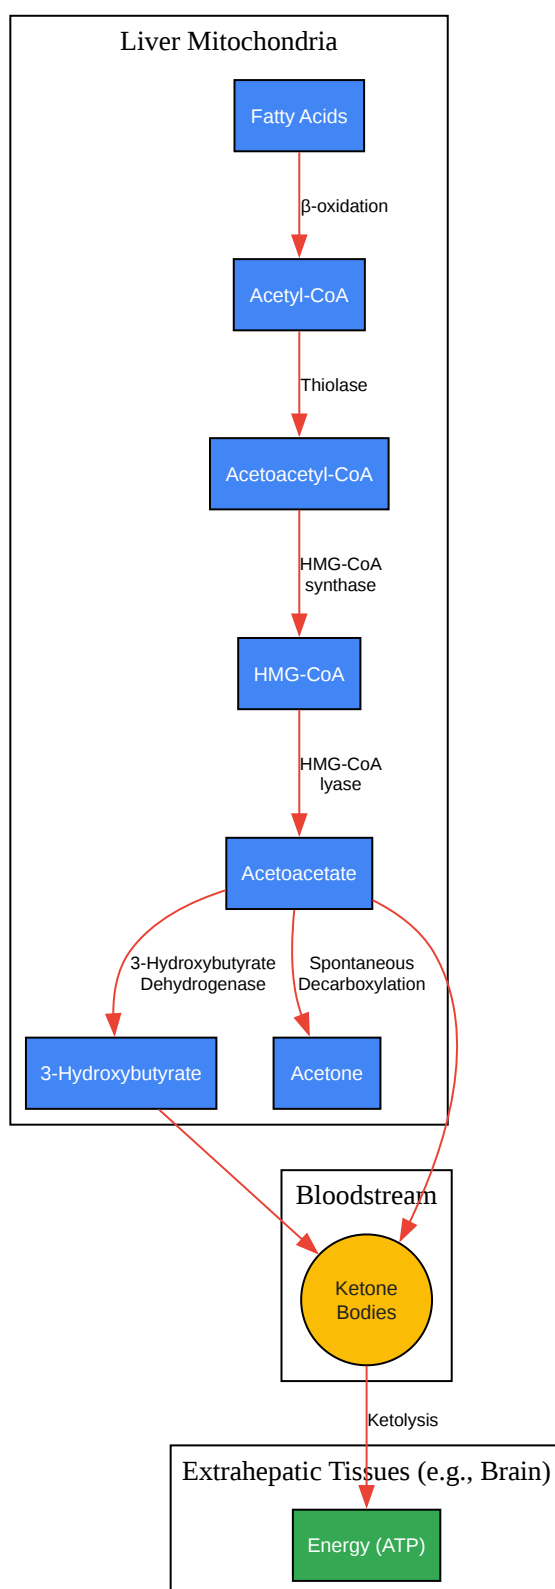 Liver Mitochondria
Fatty Acids
β-oxidation
Acetyl-CoA
Thiolase
Acetoacetyl-CoA
HMG-CoA
synthase
HMG-CoA
HMG-CoA
lyase
Acetoacetate
3-Hydroxybutyrate
Dehydrogenase
Spontaneous
Decarboxylation
3-Hydroxybutyrate
Acetone
Bloodstream
Ketone
Bodies
Ketolysis
Extrahepatic Tissues (e.g., Brain)
Energy (ATP)